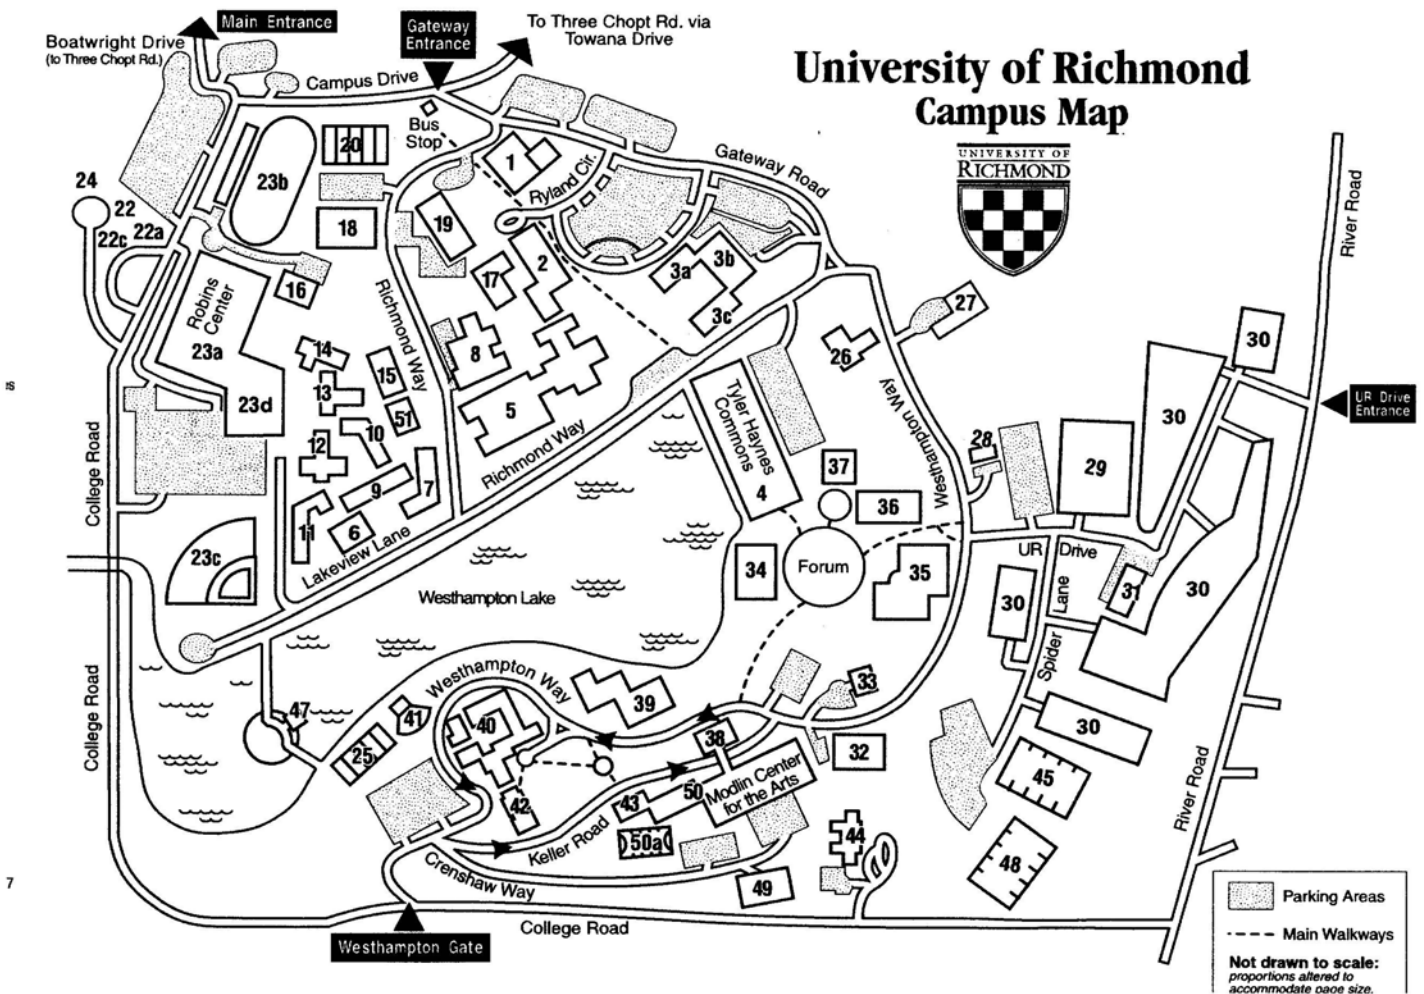 Main Entrance
Gateway
Entrance
To Three Chopt Rd. via
Towana Drive
Boatwright Drive
(to Three Chopt Rd.)
Campus Drive
University of Richmond
Campus Map
UNIVERSITY OF
RICHMOND
Bus
Stop
20
1
Ryland Cir.
Gateway Road
River Road
24
22
22c
22a
23b
18
19
2
17
3a
3b
3c
16
Robins
Center
23a
23d
Richmond Way
14
15
13
51
12
10
8
5
9
7
11
6
23c
Lakeview Lane
Richmond Way
College Road
Tyler Haynes
Commons
4
26
27
Westhampton Way
28
29
30
30
UR Drive
Entrance
37
36
34
Forum
35
UR Drive
30
Spider Lane
31
30
Westhampton Lake
Westhampton Way
College Road
47
41
25
40
39
38
33
32
42
43
50
Modlin Center
for the Arts
50a
Keller Road
Crenshaw Way
49
44
30
45
48
River Road
Westhampton Gate
College Road
Parking Areas
Main Walkways
Not drawn to scale:
proportions altered to
accommodate page size.
is
7